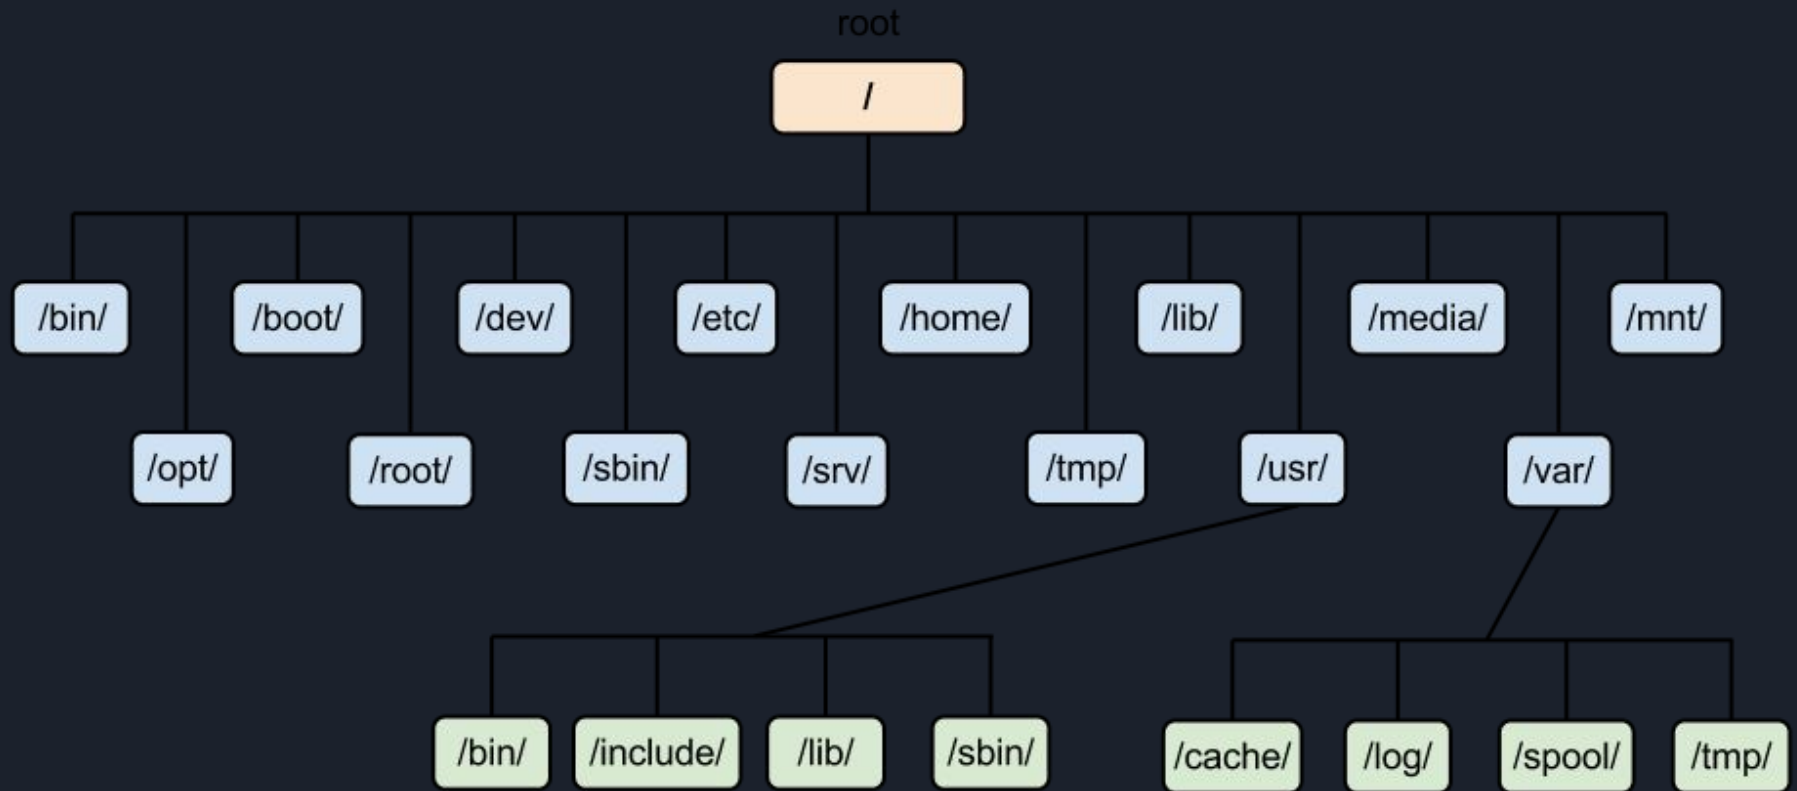 root
/
/bin/
/boot/
/dev/
/etc/
/home/
/lib/
/media/
/mnt/
/opt/
/root/
/sbin/
/srv/
/tmp/
/usr/
/var/
/bin/
/include/
/lib/
/sbin/
/cache/
/log/
/spool/
/tmp/